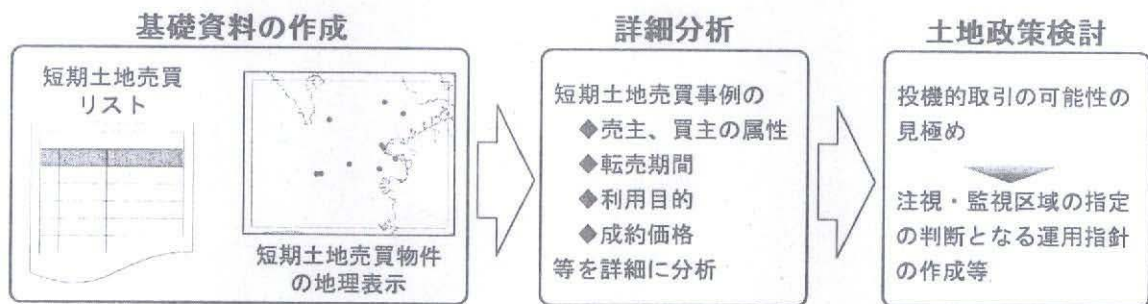 基礎資料の作成
短期土地売買
リスト
短期土地売買物件
の地理表示
詳細分析
短期土地売買事例の
◆売主、買主の属性
◆転売期間
◆利用目的
◆成約価格
等を詳細に分析
土地政策検討
投機的取引の可能性の
見極め
注視・監視区域の指定
の判断となる運用指針
の作成等